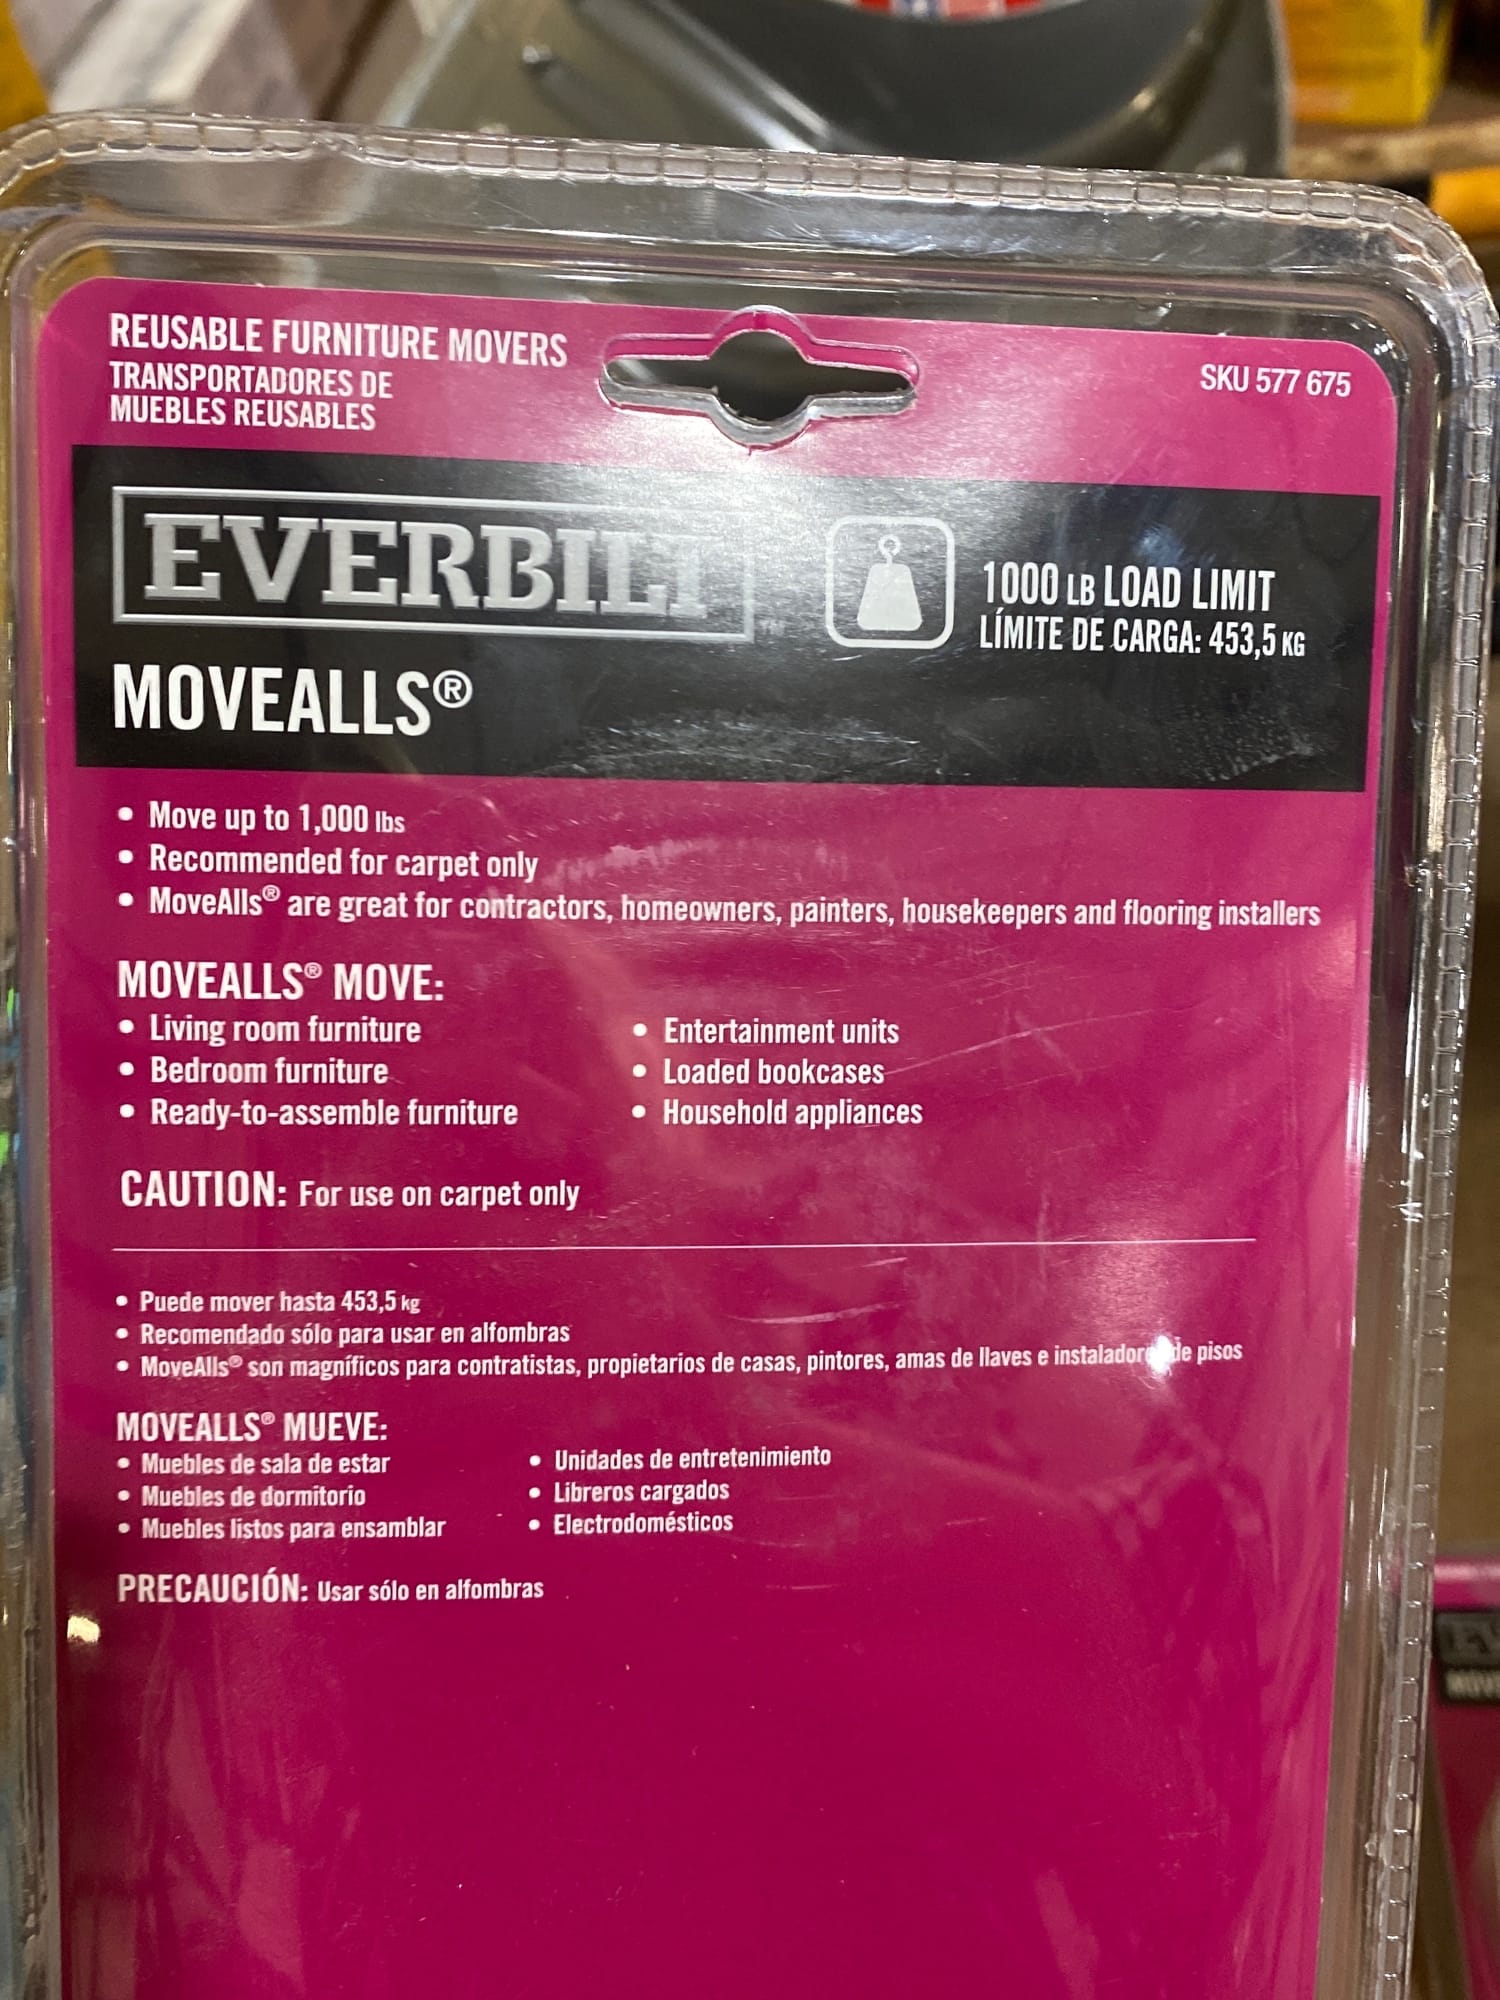 REUSABLE FURNITURE MOVERS
TRANSPORTADORES DE
MUEBLES REUSABLES
SKU 577 675
EVERBILT™
1000 LB LOAD LIMIT
LÍMITE DE CARGA: 453,5 KG
MOVEALLS®
• Move up to 1,000 lbs
• Recommended for carpet only
• MoveAlls® are great for contractors, homeowners, painters, housekeepers and flooring installers
MOVEALLS® MOVE:
• Living room furniture
• Bedroom furniture
• Ready-to-assemble furniture
• Entertainment units
• Loaded bookcases
• Household appliances
CAUTION: For use on carpet only
• Puede mover hasta 453,5 kg
• Recomendado sólo para usar en alfombras
• MoveAlls® son magníficos para contratistas, propietarios de casas, pintores, amas de llaves e instaladores de pisos
MOVEALLS® MUEVE:
• Muebles de sala de estar
• Muebles de dormitorio
• Muebles listos para ensamblar
• Unidades de entretenimiento
• Libreros cargados
• Electrodomésticos
PRECAUCIÓN: Usar sólo en alfombras